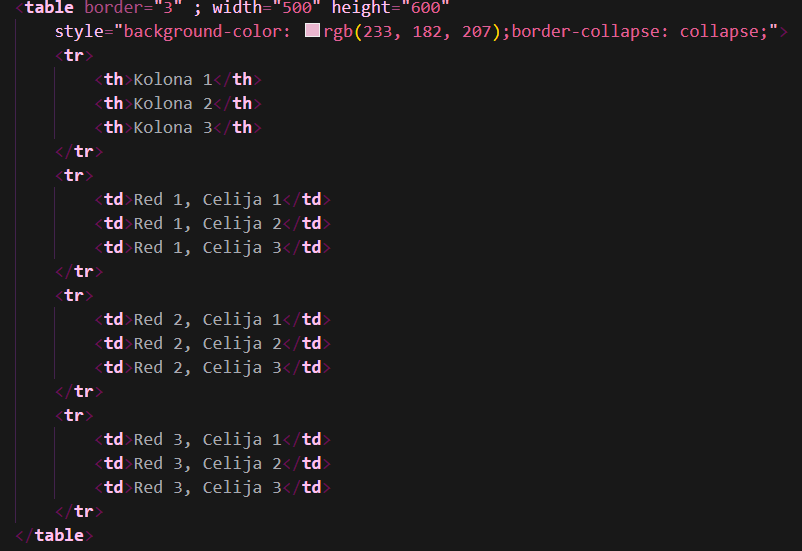 <table border="3" ; width="500" height="600"
style="background-color: rgb(233, 182, 207);border-collapse: collapse;">
<tr>
<th>Kolona 1</th>
<th>Kolona 2</th>
<th>Kolona 3</th>
</tr>
<tr>
<td>Red 1, Celija 1</td>
<td>Red 1, Celija 2</td>
<td>Red 1, Celija 3</td>
</tr>
<tr>
<td>Red 2, Celija 1</td>
<td>Red 2, Celija 2</td>
<td>Red 2, Celija 3</td>
</tr>
<tr>
<td>Red 3, Celija 1</td>
<td>Red 3, Celija 2</td>
<td>Red 3, Celija 3</td>
</tr>
</table>